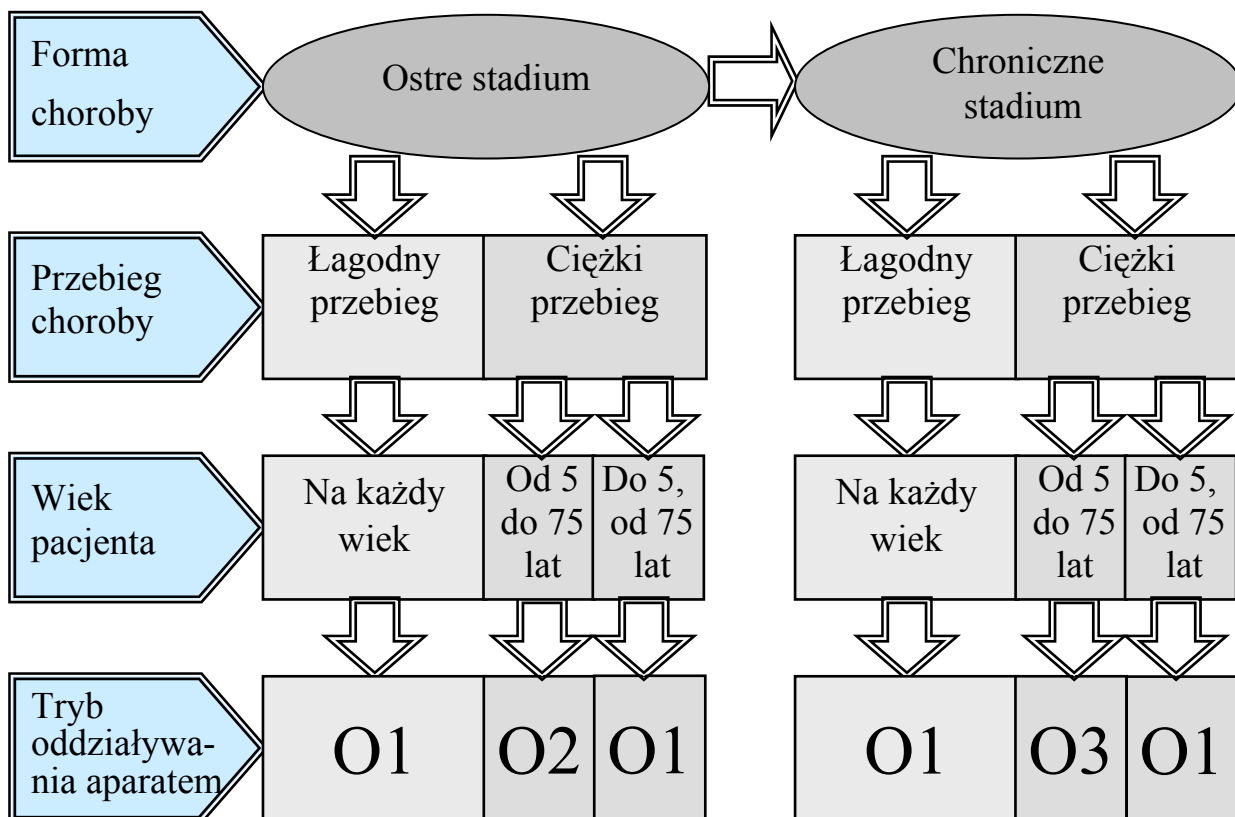 Forma
choroby
Ostre stadium
Chroniczne
stadium
Przebieg
choroby
Łagodny
przebieg
Ciężki
przebieg
Łagodny
przebieg
Ciężki
przebieg
Wiek
pacjenta
Na każdy
wiek
Od 5
do 75
lat
Do 5,
od 75
lat
Na każdy
wiek
Od 5
do 75
lat
Do 5,
od 75
lat
Tryb
oddziaływa-
nia aparatem
O1
O2
O1
O1
O3
O1